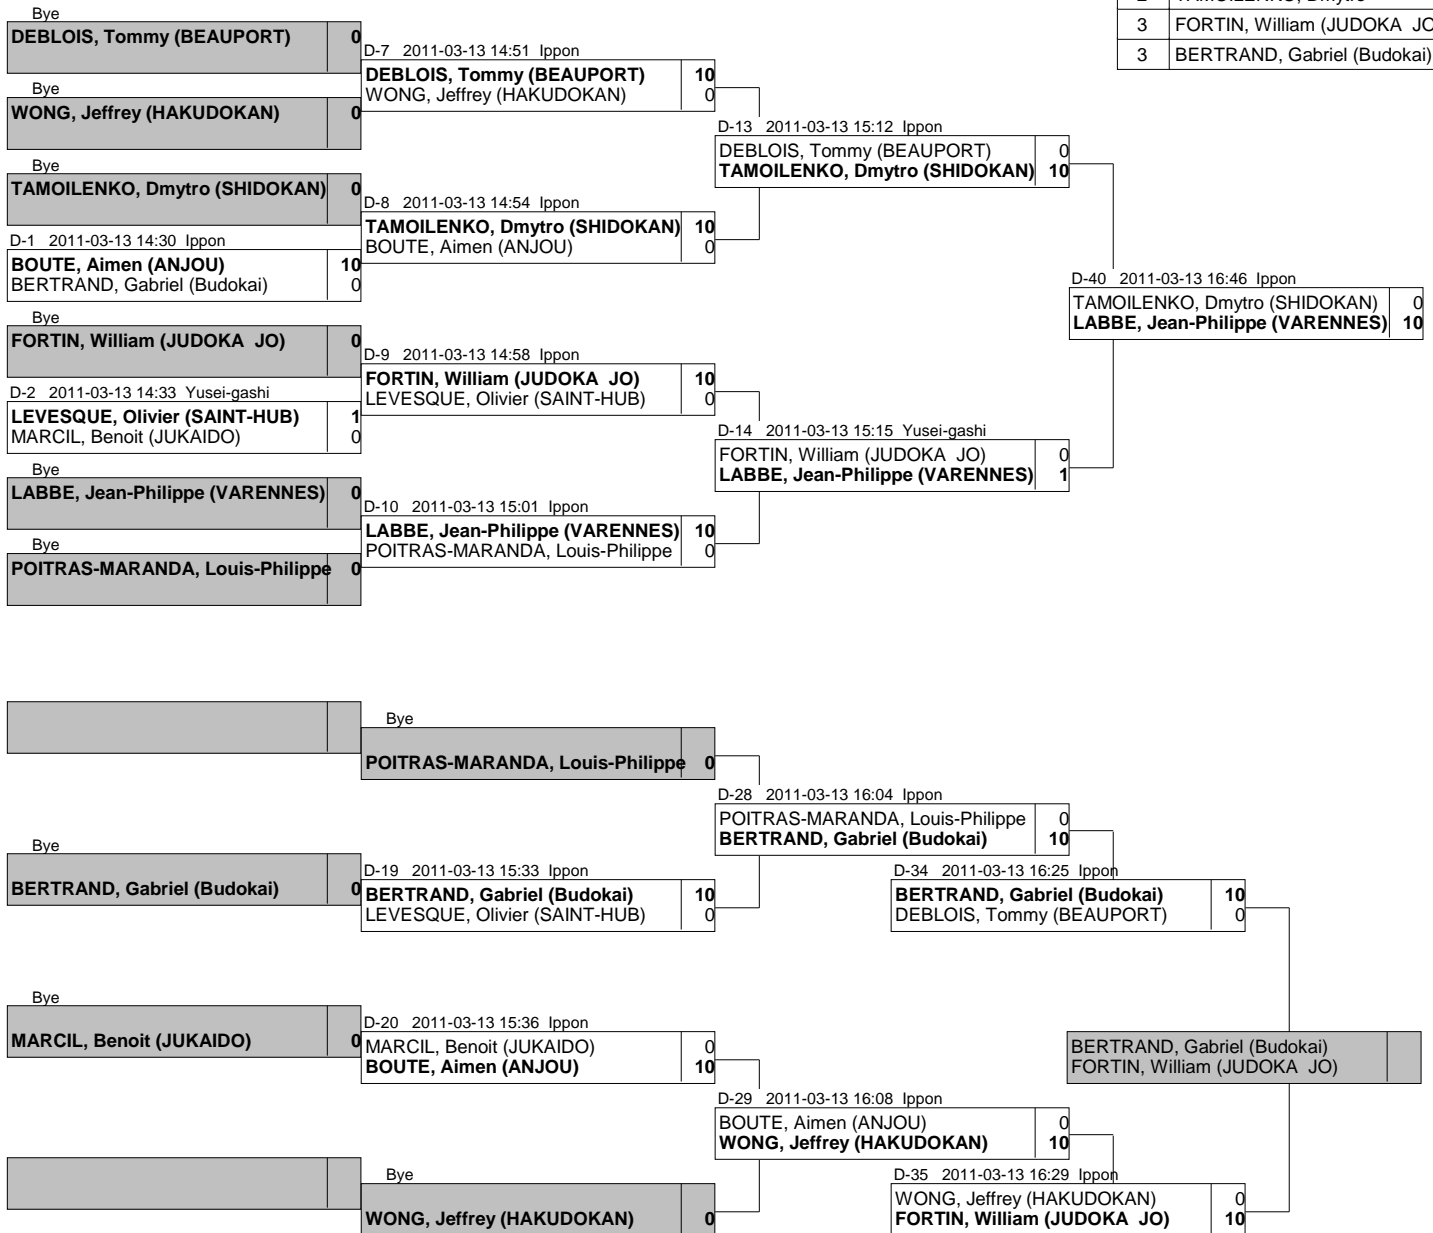 2 TAMOILENKO, Dmytro
3 FORTIN, William (JUDOKA JO
3 BERTRAND, Gabriel (Budokai)
Bye
DEBLOIS, Tommy (BEAUPORT) 0
Bye
WONG, Jeffrey (HAKUDOKAN) 0
Bye
TAMOILENKO, Dmytro (SHIDOKAN) 0
D-1 2011-03-13 14:30 Ippon
BOUTE, Aimen (ANJOU) 10
BERTRAND, Gabriel (Budokai) 0
Bye
FORTIN, William (JUDOKA JO) 0
D-2 2011-03-13 14:33 Yusei-gashi
LEVESQUE, Olivier (SAINT-HUB) 1
MARCIL, Benoit (JUKAIDO) 0
Bye
LABBE, Jean-Philippe (VARENNES) 0
Bye
POITRAS-MARANDA, Louis-Philippe 0
D-7 2011-03-13 14:51 Ippon
DEBLOIS, Tommy (BEAUPORT) 10
WONG, Jeffrey (HAKUDOKAN) 0
D-8 2011-03-13 14:54 Ippon
TAMOILENKO, Dmytro (SHIDOKAN) 10
BOUTE, Aimen (ANJOU) 0
D-9 2011-03-13 14:58 Ippon
FORTIN, William (JUDOKA JO) 10
LEVESQUE, Olivier (SAINT-HUB) 0
D-10 2011-03-13 15:01 Ippon
LABBE, Jean-Philippe (VARENNES) 10
POITRAS-MARANDA, Louis-Philippe 0
D-13 2011-03-13 15:12 Ippon
DEBLOIS, Tommy (BEAUPORT) 0
TAMOILENKO, Dmytro (SHIDOKAN) 10
D-14 2011-03-13 15:15 Yusei-gashi
FORTIN, William (JUDOKA JO) 0
LABBE, Jean-Philippe (VARENNES) 1
D-40 2011-03-13 16:46 Ippon
TAMOILENKO, Dmytro (SHIDOKAN) 0
LABBE, Jean-Philippe (VARENNES) 10
Bye
BERTRAND, Gabriel (Budokai) 0
Bye
MARCIL, Benoit (JUKAIDO) 0
Bye
POITRAS-MARANDA, Louis-Philippe 0
D-19 2011-03-13 15:33 Ippon
BERTRAND, Gabriel (Budokai) 10
LEVESQUE, Olivier (SAINT-HUB) 0
D-20 2011-03-13 15:36 Ippon
MARCIL, Benoit (JUKAIDO) 0
BOUTE, Aimen (ANJOU) 10
Bye
WONG, Jeffrey (HAKUDOKAN) 0
D-28 2011-03-13 16:04 Ippon
POITRAS-MARANDA, Louis-Philippe 0
BERTRAND, Gabriel (Budokai) 10
D-29 2011-03-13 16:08 Ippon
BOUTE, Aimen (ANJOU) 0
WONG, Jeffrey (HAKUDOKAN) 10
D-34 2011-03-13 16:25 Ippon
BERTRAND, Gabriel (Budokai) 10
DEBLOIS, Tommy (BEAUPORT) 0
D-35 2011-03-13 16:29 Ippon
WONG, Jeffrey (HAKUDOKAN) 0
FORTIN, William (JUDOKA JO) 10
BERTRAND, Gabriel (Budokai)
FORTIN, William (JUDOKA JO)